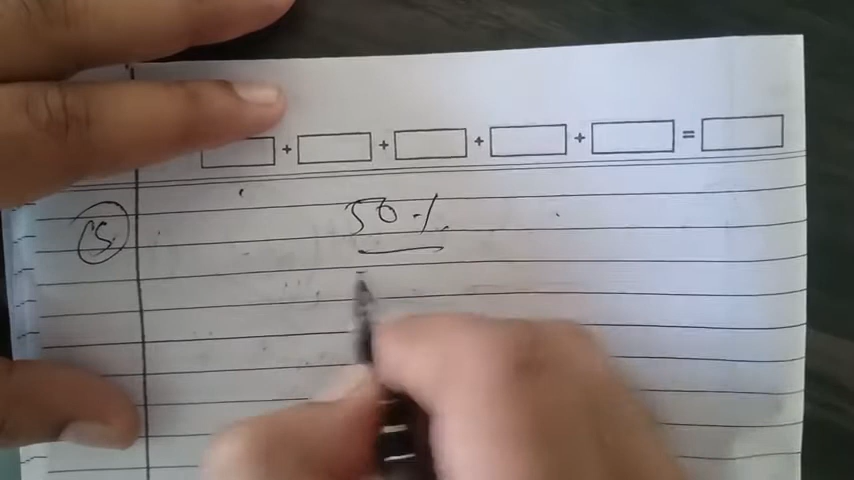 + + + + =
(5) 50%